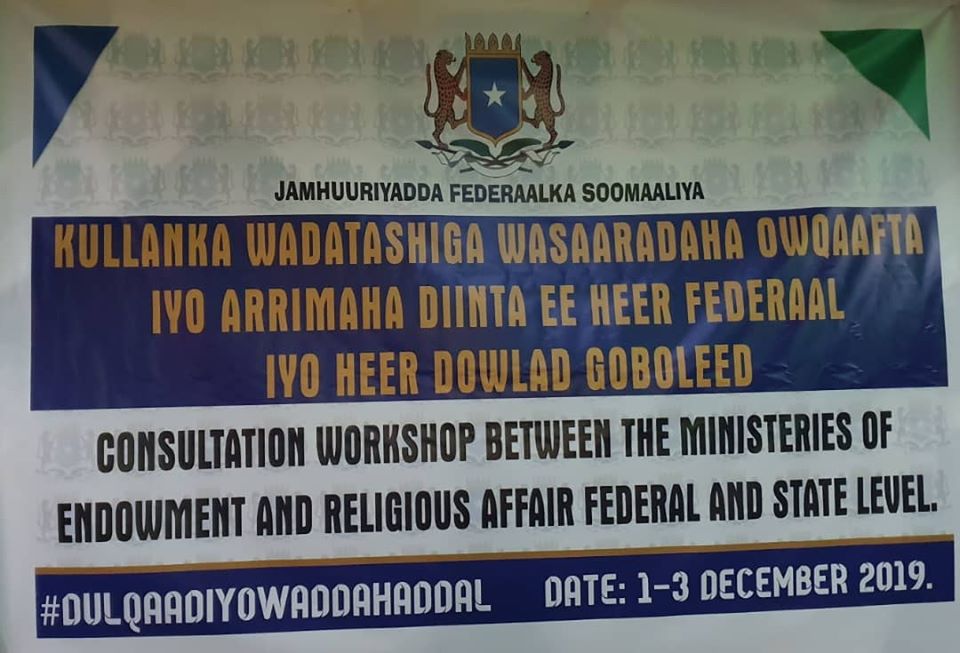 JAMHUURIYADDA FEDERAALKA SOOMAALIYA
KULLANKA WADATASHIGA WASAARADAHA OWQAAFTA
IYO ARRIMAHA DIINTA EE HEER FEDERAAL
IYO HEER DOWLAD GOBOLEED
CONSULTATION WORKSHOP BETWEEN THE MINISTERIES OF
ENDOWMENT AND RELIGIOUS AFFAIR FEDERAL AND STATE LEVEL.
#DULQAADIYOWADDAHADDAL DATE: 1-3 DECEMBER 2019.